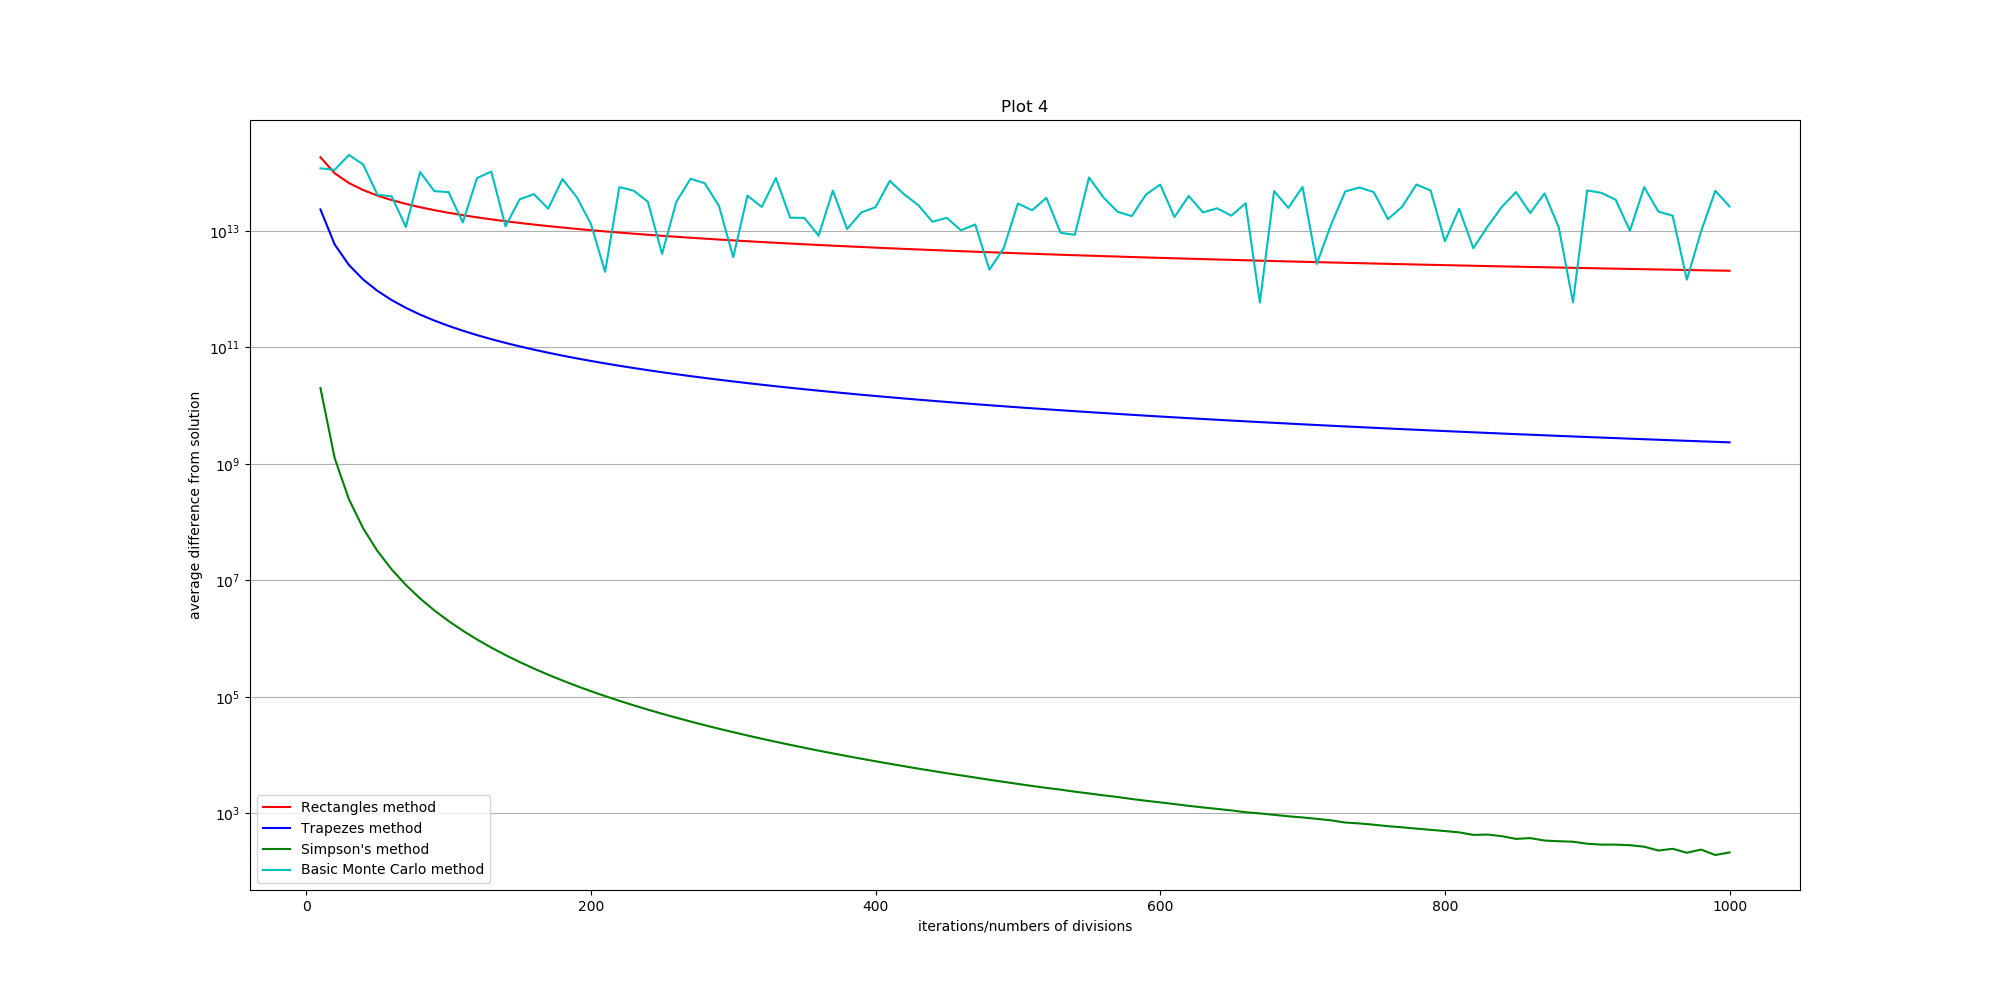 Plot 4
average difference from solution
10^13
10^11
10^9
10^7
10^5
10^3
Rectangles method
Trapezes method
Simpson's method
Basic Monte Carlo method
0 200 400 600 800 1000
iterations/numbers of divisions